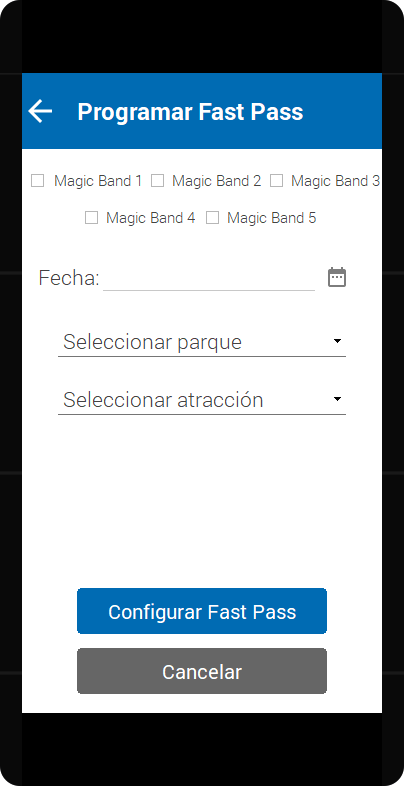 Programar Fast Pass
Magic Band 1 Magic Band 2 Magic Band 3
Magic Band 4 Magic Band 5
Fecha:
Seleccionar parque
Seleccionar atracción
Configurar Fast Pass
Cancelar